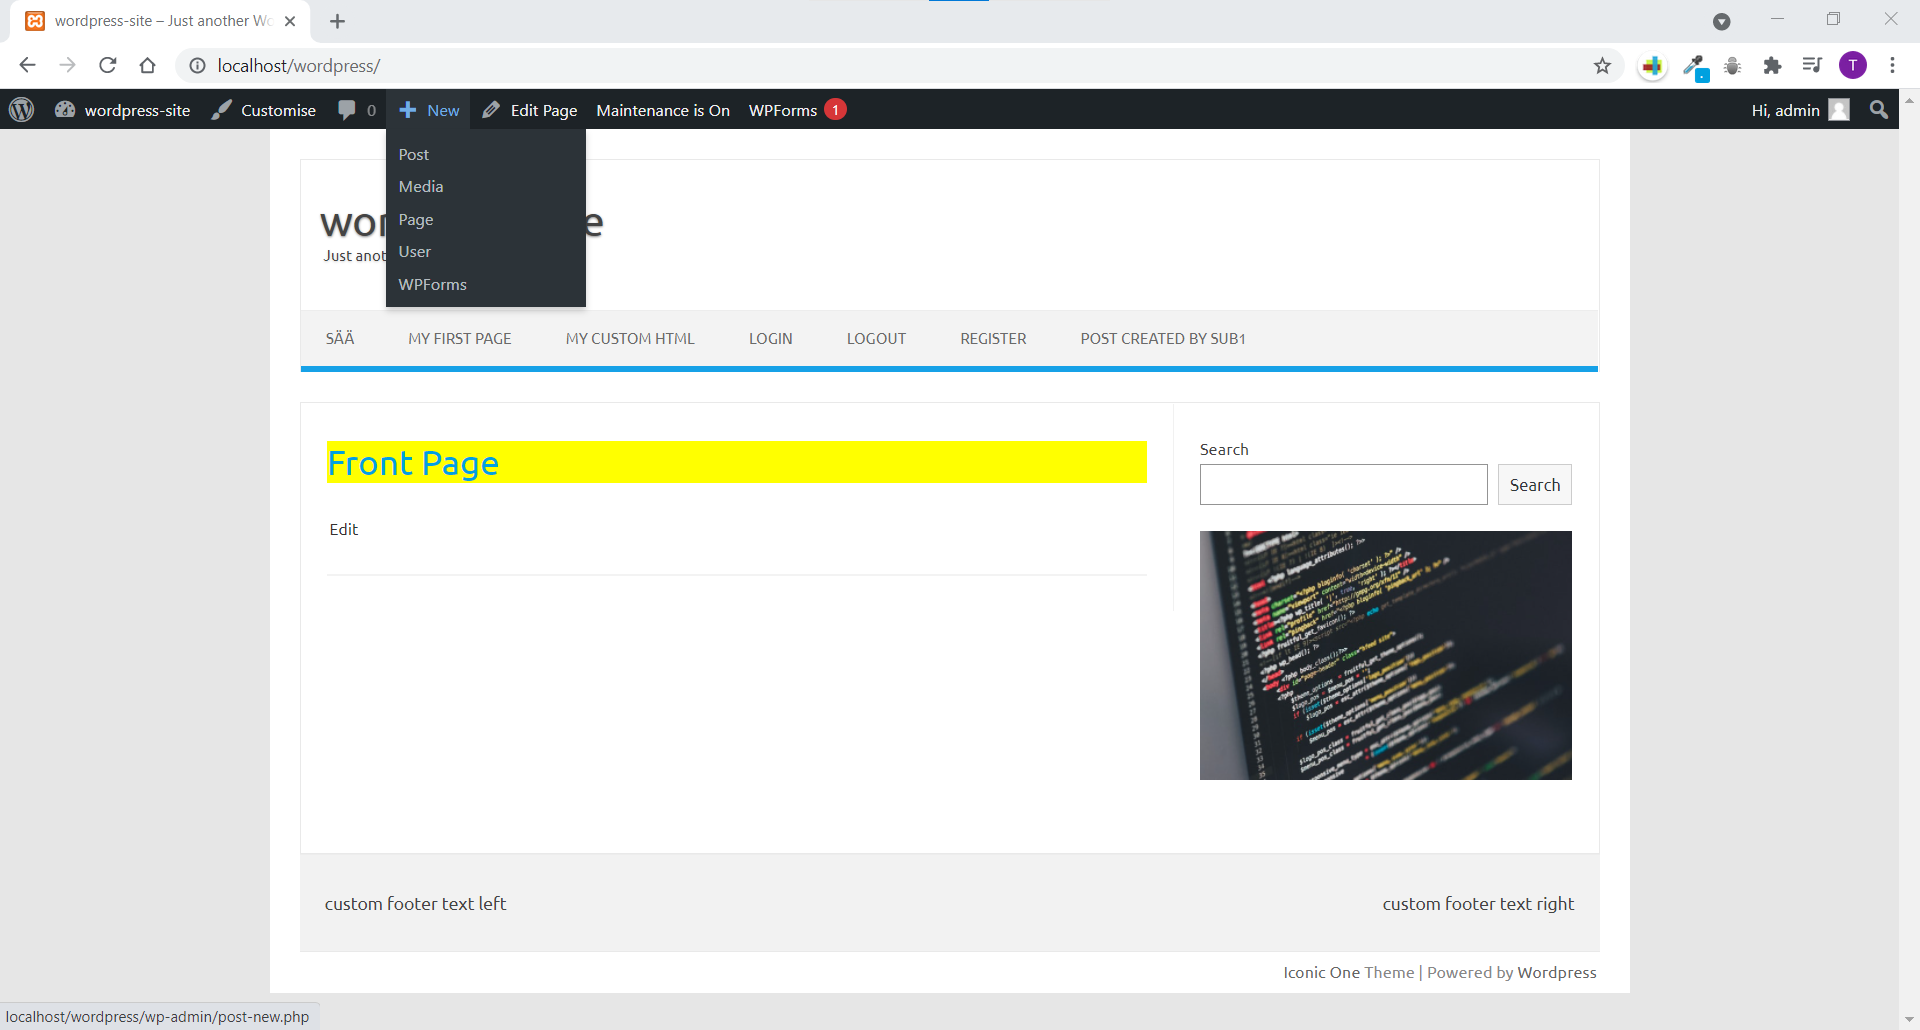 wordpress-site – Just another Wo
localhost/wordpress/
T
wordpress-site Customise 0 New Edit Page Maintenance is On WPForms 1 Hi, admin
Post
Media
Page
User
WPForms
wor e
Just anot
SÄÄ MY FIRST PAGE MY CUSTOM HTML LOGIN LOGOUT REGISTER POST CREATED BY SUB1
Front Page
Edit
Search
Search
custom footer text left
custom footer text right
Iconic One Theme | Powered by Wordpress
localhost/wordpress/wp-admin/post-new.php